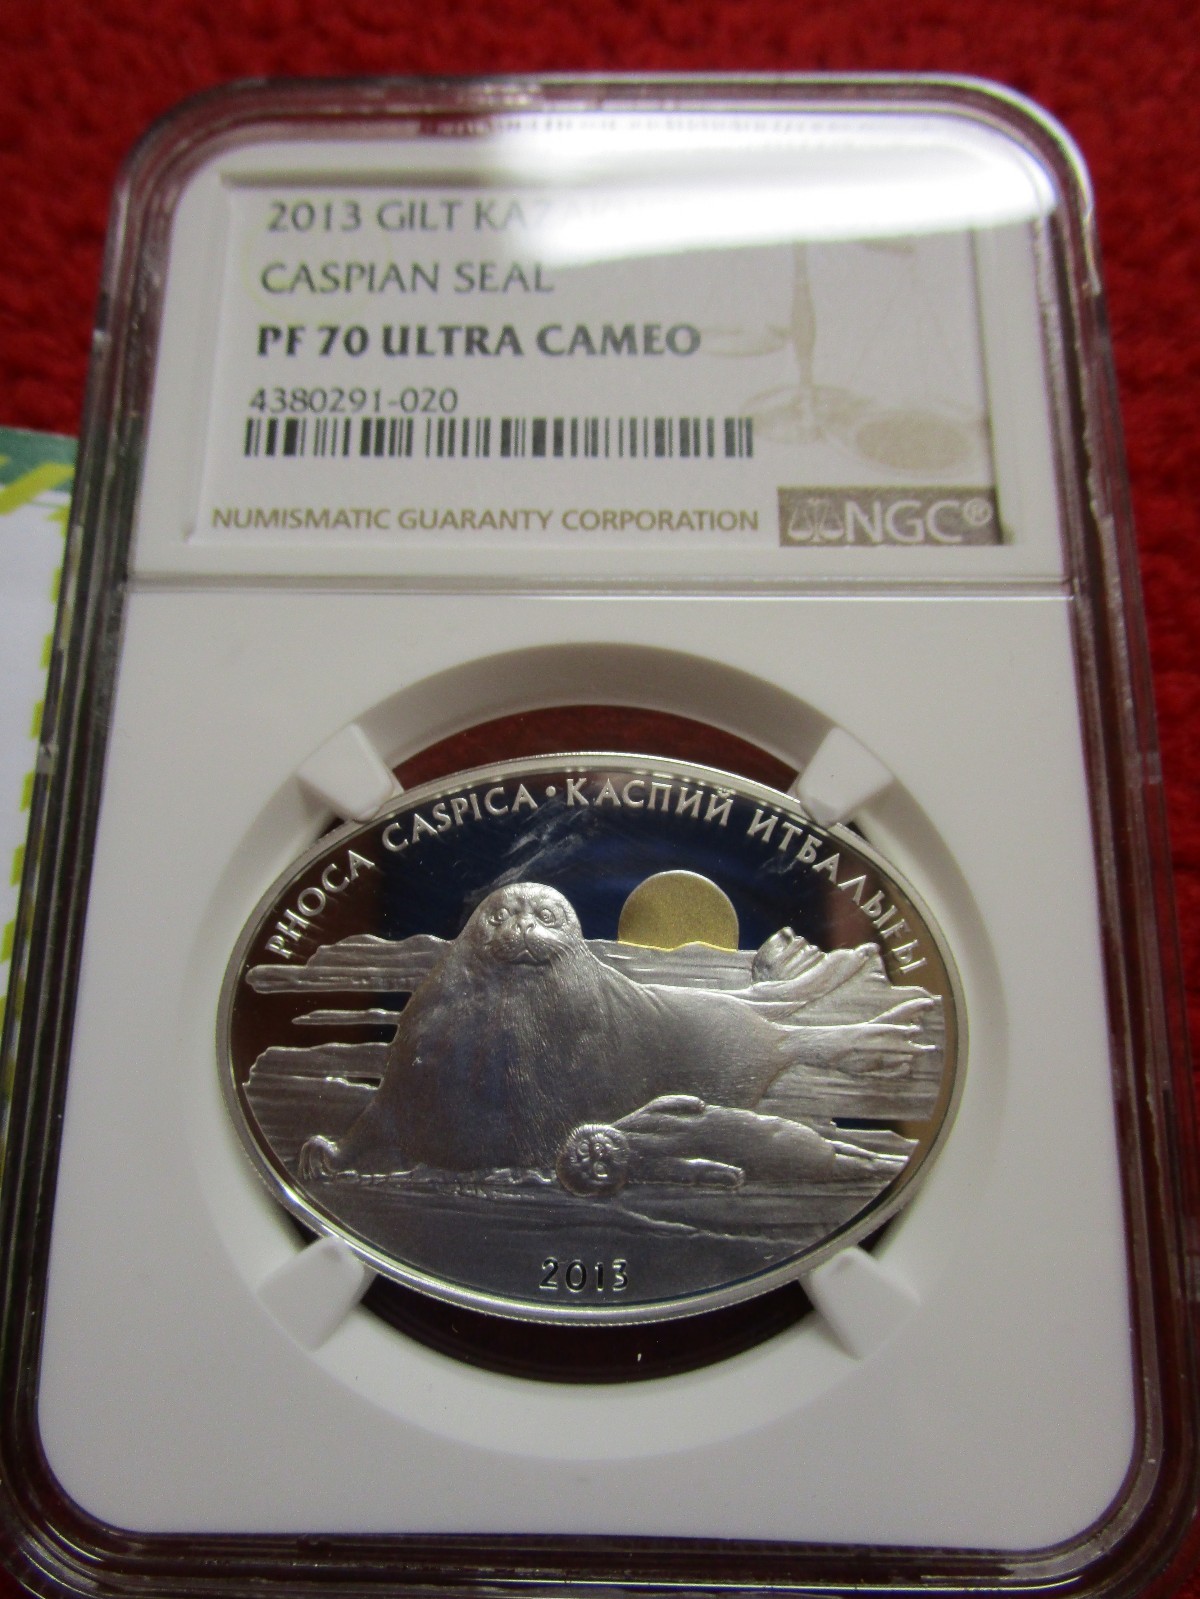 2013 GILT
CASPIAN SEAL
PF 70 ULTRA CAMEO
4380291-020
NUMISMATIC GUARANTY CORPORATION
NGC®
PHOCA CASPICA • КАСПИЙ ИТБАЛЫҒЫ
2013